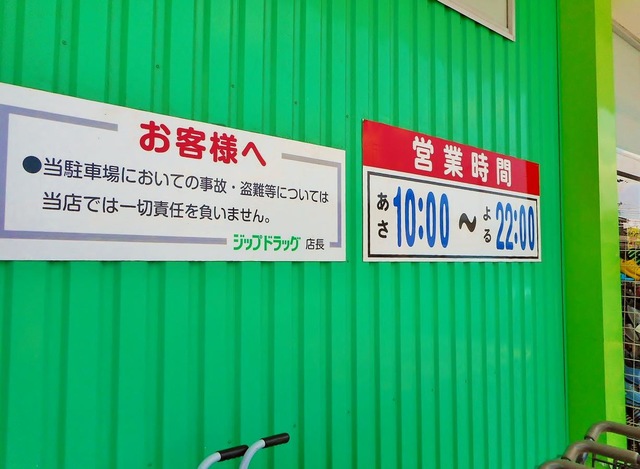 お客様へ
●当駐車場においての事故・盗難等については
当店では一切責任を負いません。
ジップドラッグ 店長
営業時間
あさ 10:00 ～ よる 22:00